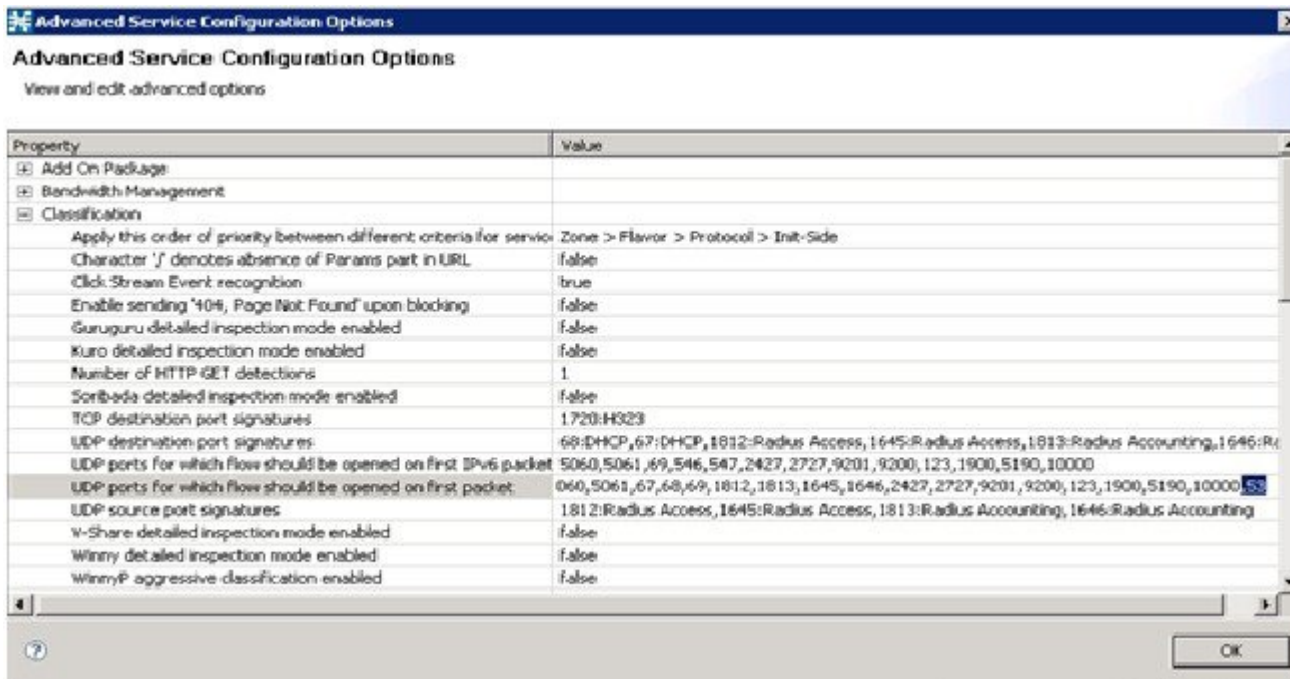 Advanced Service Configuration Options
Advanced Service Configuration Options
View and edit advanced options
Property Value
Add On Package
Bandwidth Management
Classification
Apply this order of priority between different criteria for servic Zone > Flavor > Protocol > Init-Side
Character '/' denotes absence of Params part in URL false
Click Stream Event recognition true
Enable sending '404, Page Not Found' upon blocking false
Guruguru detailed inspection mode enabled false
Kuro detailed inspection mode enabled false
Number of HTTP GET detections 1
Soribada detailed inspection mode enabled false
TCP destination port signatures 1720:H323
UDP destination port signatures 68:DHCP,67:DHCP,1812:Radius Access,1645:Radius Access,1813:Radius Accounting,1646:R
UDP ports for which flow should be opened on first IPv6 packet 5060,5061,69,546,547,2427,2727,9201,9200,123,1900,5190,10000
UDP ports for which flow should be opened on first packet 060,5061,67,68,69,1812,1813,1645,1646,2427,2727,9201,9200,123,1900,5190,10000,53
UDP source port signatures 1812:Radius Access,1645:Radius Access,1813:Radius Accounting,1646:Radius Accounting
V-Share detailed inspection mode enabled false
Winny detailed inspection mode enabled false
WinnyP aggressive classification enabled false
OK